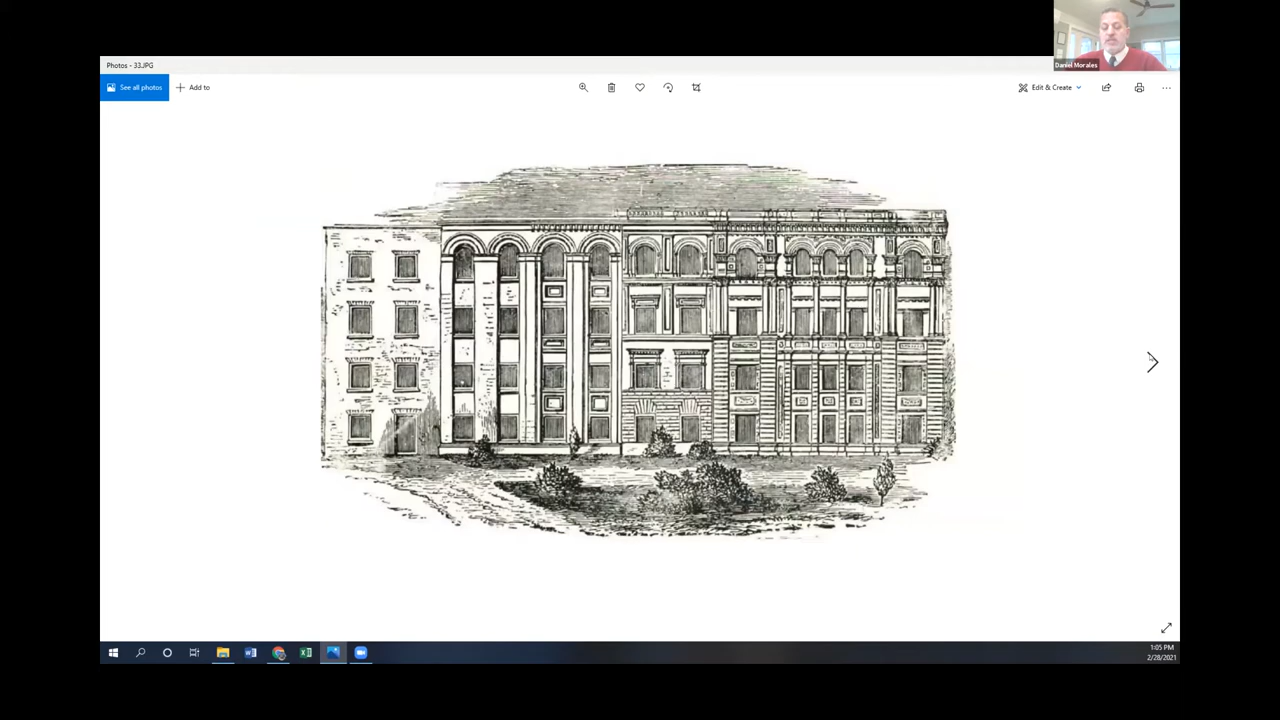 Daniel Morales
Photos - 33.JPG
See all photos
Add to
Edit & Create
1:05 PM
2/28/2021